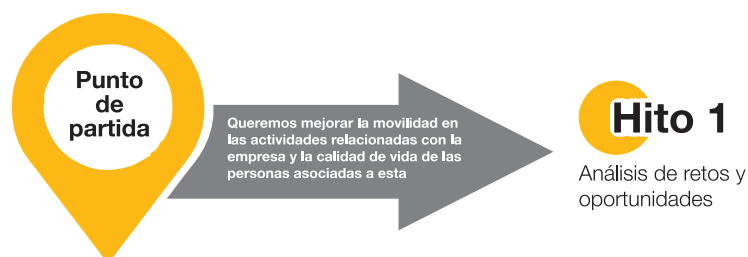 Punto
de
partida
Queremos mejorar la movilidad en
las actividades relacionadas con la
empresa y la calidad de vida de las
personas asociadas a esta
Hito 1
Análisis de retos y
oportunidades